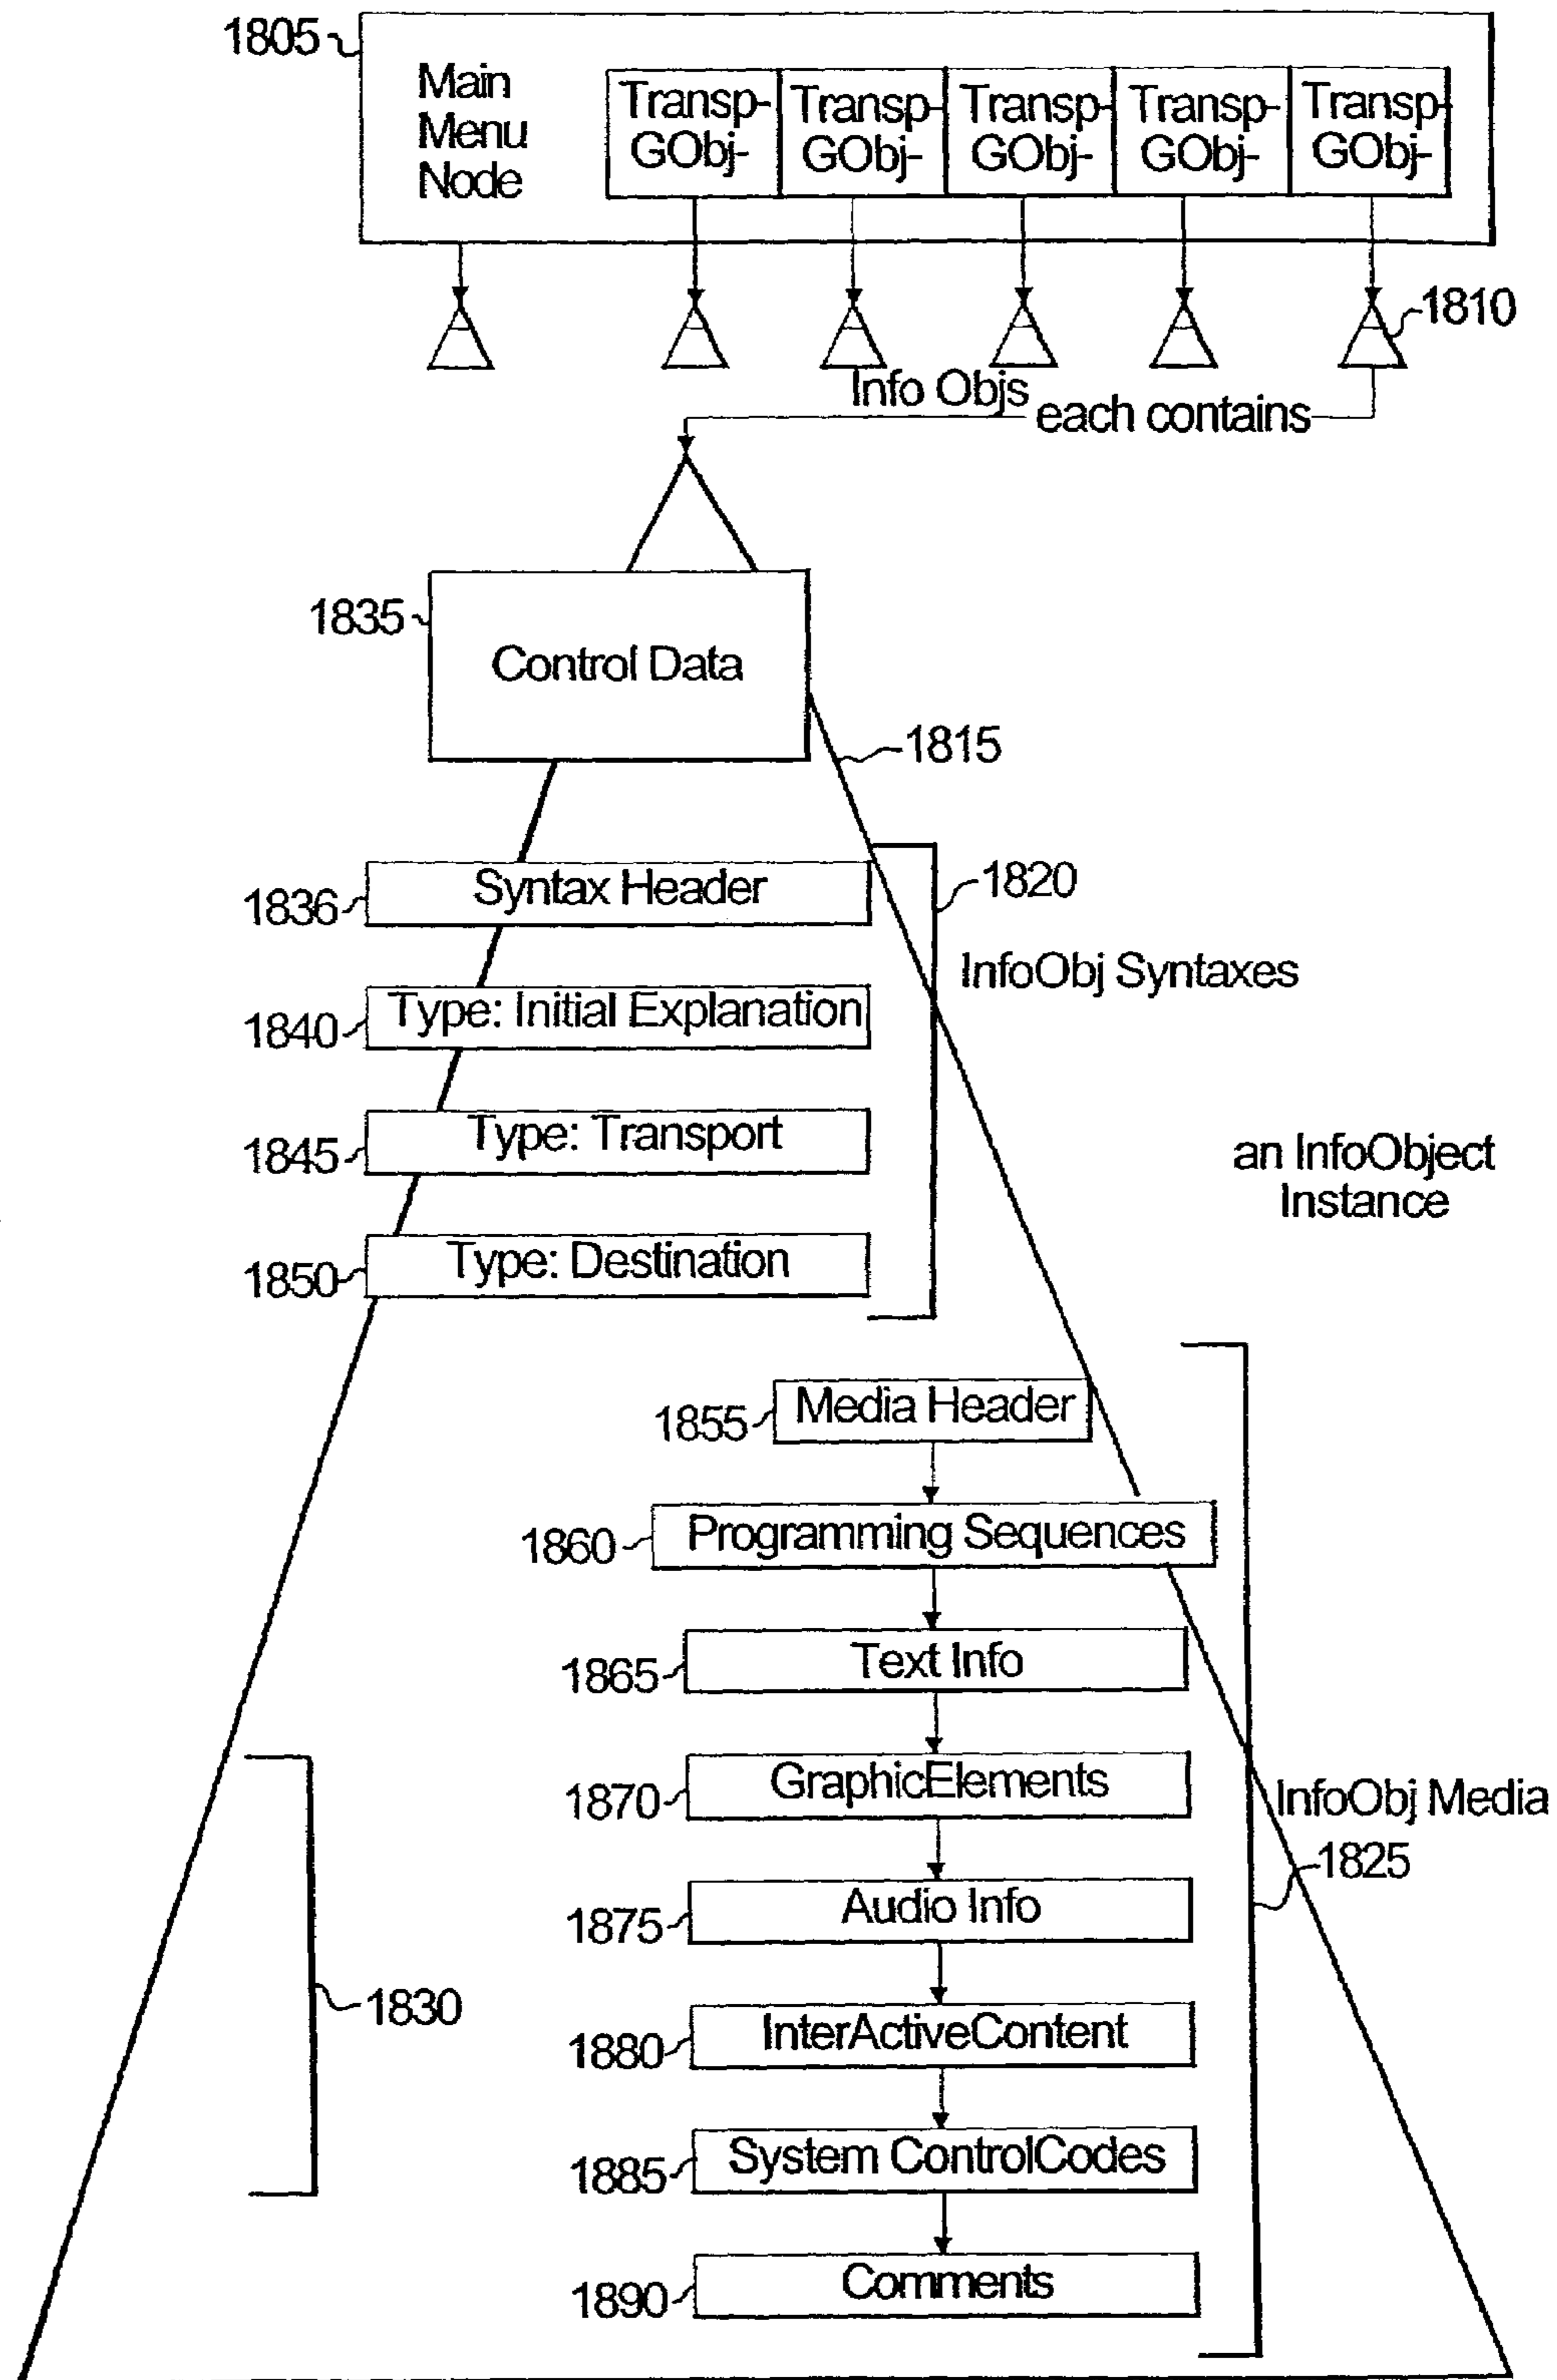 1805
Main
Menu
Node
Transp-
GObj-
Transp-
GObj-
Transp-
GObj-
Transp-
GObj-
Transp-
GObj-
1810
Info Objs
each contains
1835
Control Data
1815
1836
Syntax Header
1820
InfoObj Syntaxes
1840
Type: Initial Explanation
1845
Type: Transport
an InfoObject
Instance
1850
Type: Destination
1855
Media Header
1860
Programming Sequences
1865
Text Info
1870
GraphicElements
InfoObj Media
1825
1875
Audio Info
1830
1880
InterActiveContent
1885
System ControlCodes
1890
Comments